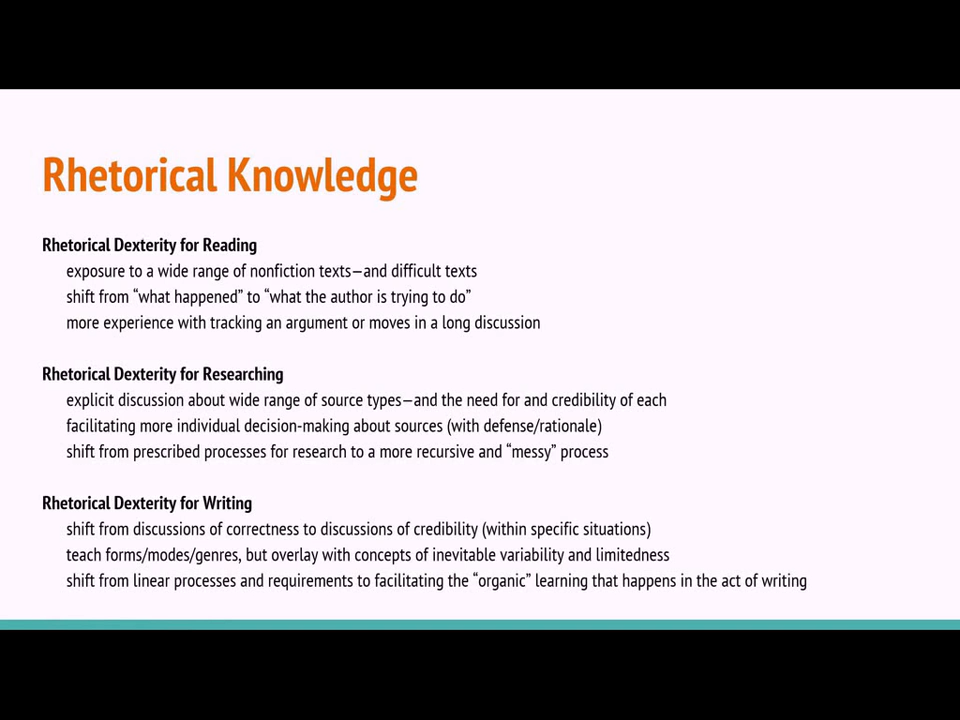 Rhetorical Knowledge
Rhetorical Dexterity for Reading
exposure to a wide range of nonfiction texts—and difficult texts
shift from “what happened” to “what the author is trying to do”
more experience with tracking an argument or moves in a long discussion
Rhetorical Dexterity for Researching
explicit discussion about wide range of source types—and the need for and credibility of each
facilitating more individual decision-making about sources (with defense/rationale)
shift from prescribed processes for research to a more recursive and “messy” process
Rhetorical Dexterity for Writing
shift from discussions of correctness to discussions of credibility (within specific situations)
teach forms/modes/genres, but overlay with concepts of inevitable variability and limitedness
shift from linear processes and requirements to facilitating the “organic” learning that happens in the act of writing